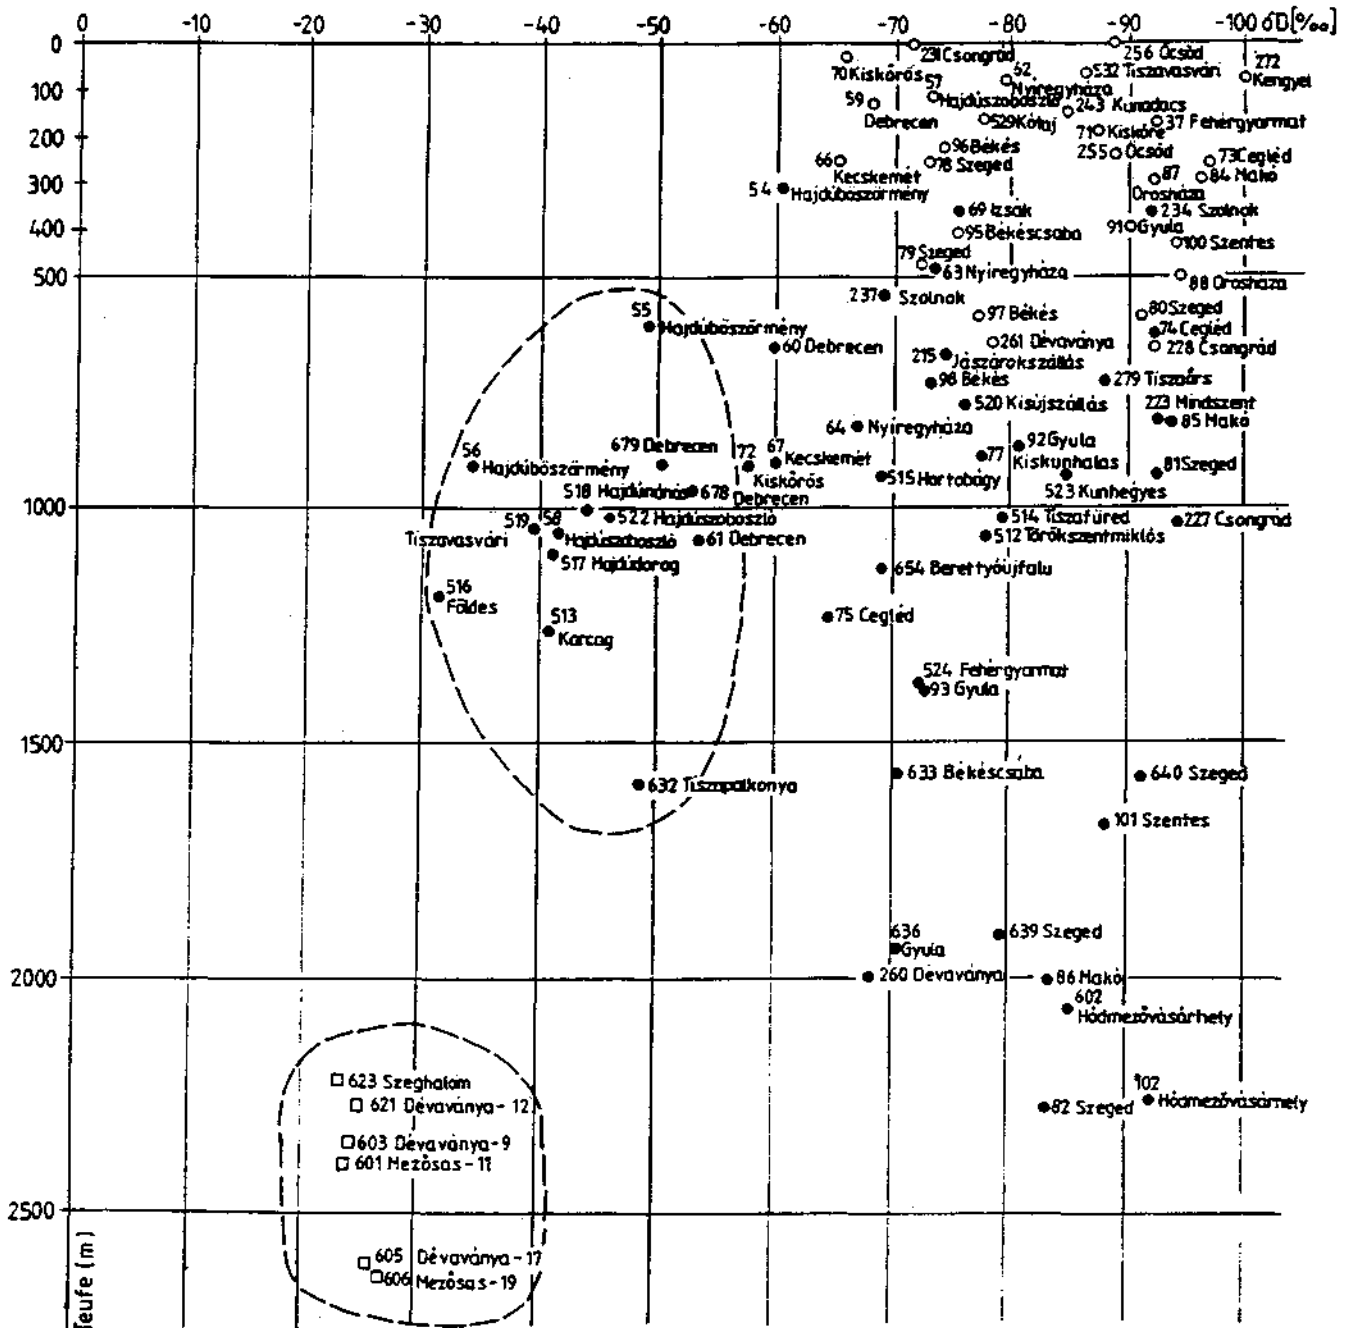 0 -10 -20 -30 -40 -50 -60 -70 -80 -90 -100 δD[‰]
0
231 Csongrád
256 Öcsöd
70 Kiskőrös
57
62
532 Tiszavasvári
272
Kengyel
100
59
Hajdúszoboszló
Nyíregyháza
243 Kunadacs
Debrecen
529 Kótaj
71 Kisköre
37 Fehérgyarmat
200
96 Békés
255 Öcsöd
73 Cegléd
66
Kecskemét
78 Szeged
87
Orosháza
84 Makó
300
54
Hajdúböszörmény
69 Izsák
234 Szolnok
400
95 Békéscsaba
91 Gyula
100 Szentes
79 Szeged
63 Nyíregyháza
500
88 Orosháza
237 Szolnok
55
Hajdúböszörmény
97 Békés
80 Szeged
74 Cegléd
60 Debrecen
261 Dévaványa
228 Csongrád
215
Jászárokszállás
98 Békés
279 Tiszaörs
520 Kisújszállás
223 Mindszent
85 Makó
64 Nyíregyháza
679 Debrecen
92 Gyula
56
Hajdúböszörmény
72
Kiskőrös
67
Kecskemét
77
Kiskunhalas
81 Szeged
515 Hortobágy
523 Kunhegyes
518 Hajdúnánás
678
Debrecen
1000
519
Tiszavasvári
58
Hajdúszoboszló
522 Hajdúszoboszló
514 Tiszafüred
227 Csongrád
61 Debrecen
512 Törökszentmiklós
517 Hajdúdorog
654 Berettyóújfalu
516
Földes
513
Karcag
75 Cegléd
524 Fehérgyarmat
93 Gyula
1500
632 Tiszapalkonya
633 Békéscsaba
640 Szeged
101 Szentes
636
Gyula
639 Szeged
2000
260 Dévaványa
86 Makó
602
Hódmezővásárhely
623 Szeghalom
621 Dévaványa - 12
82 Szeged
102
Hódmezővásárhely
603 Dévaványa - 9
601 Mezősas - 11
2500
605 Dévaványa - 17
606 Mezősas - 19
Teufe (m)